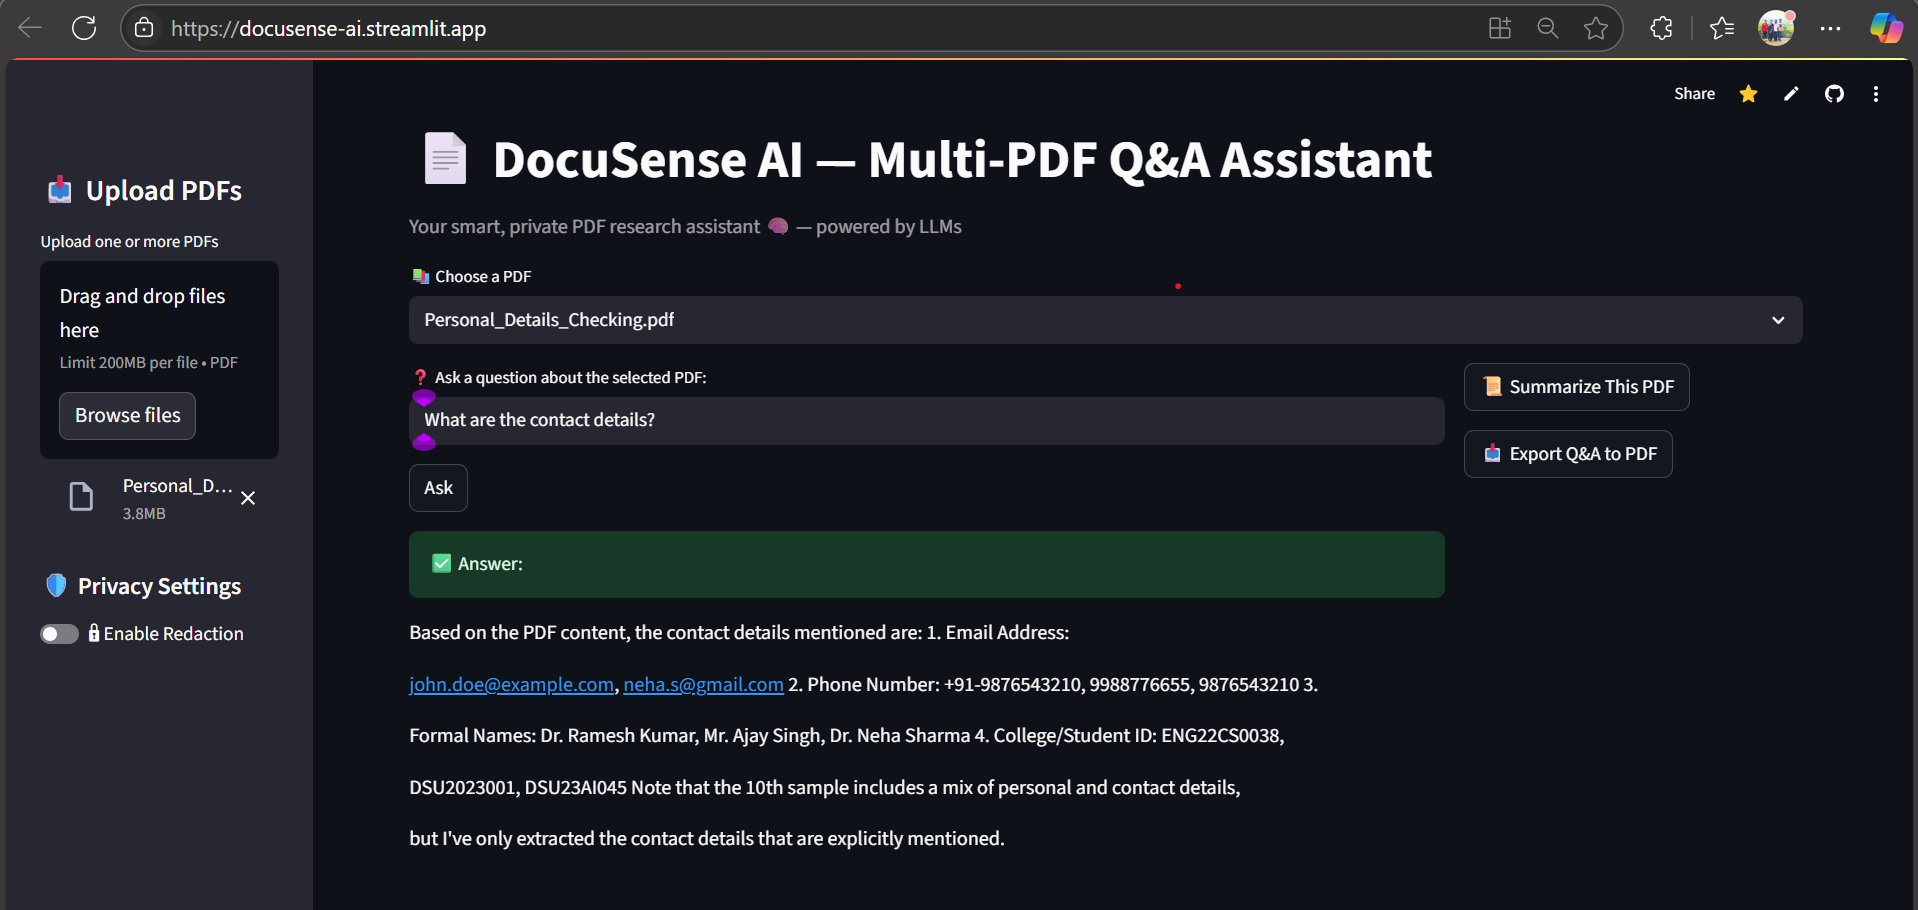 https://docusense-ai.streamlit.app
Share
Upload PDFs
Upload one or more PDFs
Drag and drop files
here
Limit 200MB per file • PDF
Browse files
Personal_D...
3.8MB
Privacy Settings
Enable Redaction
DocuSense AI — Multi-PDF Q&A Assistant
Your smart, private PDF research assistant — powered by LLMs
Choose a PDF
Personal_Details_Checking.pdf
Ask a question about the selected PDF:
What are the contact details?
Ask
Summarize This PDF
Export Q&A to PDF
Answer:
Based on the PDF content, the contact details mentioned are: 1. Email Address:
john.doe@example.com, neha.s@gmail.com 2. Phone Number: +91-9876543210, 9988776655, 9876543210 3.
Formal Names: Dr. Ramesh Kumar, Mr. Ajay Singh, Dr. Neha Sharma 4. College/Student ID: ENG22CS0038,
DSU2023001, DSU23AI045 Note that the 10th sample includes a mix of personal and contact details,
but I've only extracted the contact details that are explicitly mentioned.